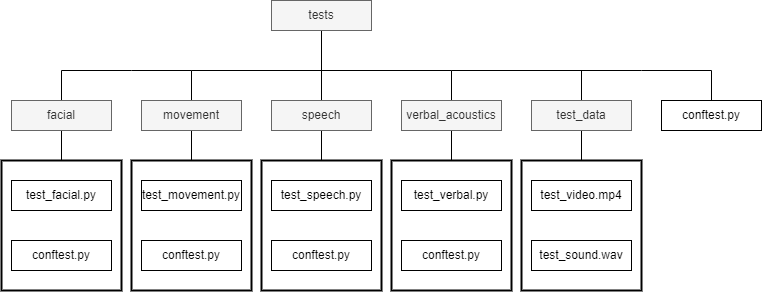 tests
facial
movement
speech
verbal_acoustics
test_data
conftest.py
test_facial.py
test_movement.py
test_speech.py
test_verbal.py
test_video.mp4
conftest.py
conftest.py
conftest.py
conftest.py
test_sound.wav